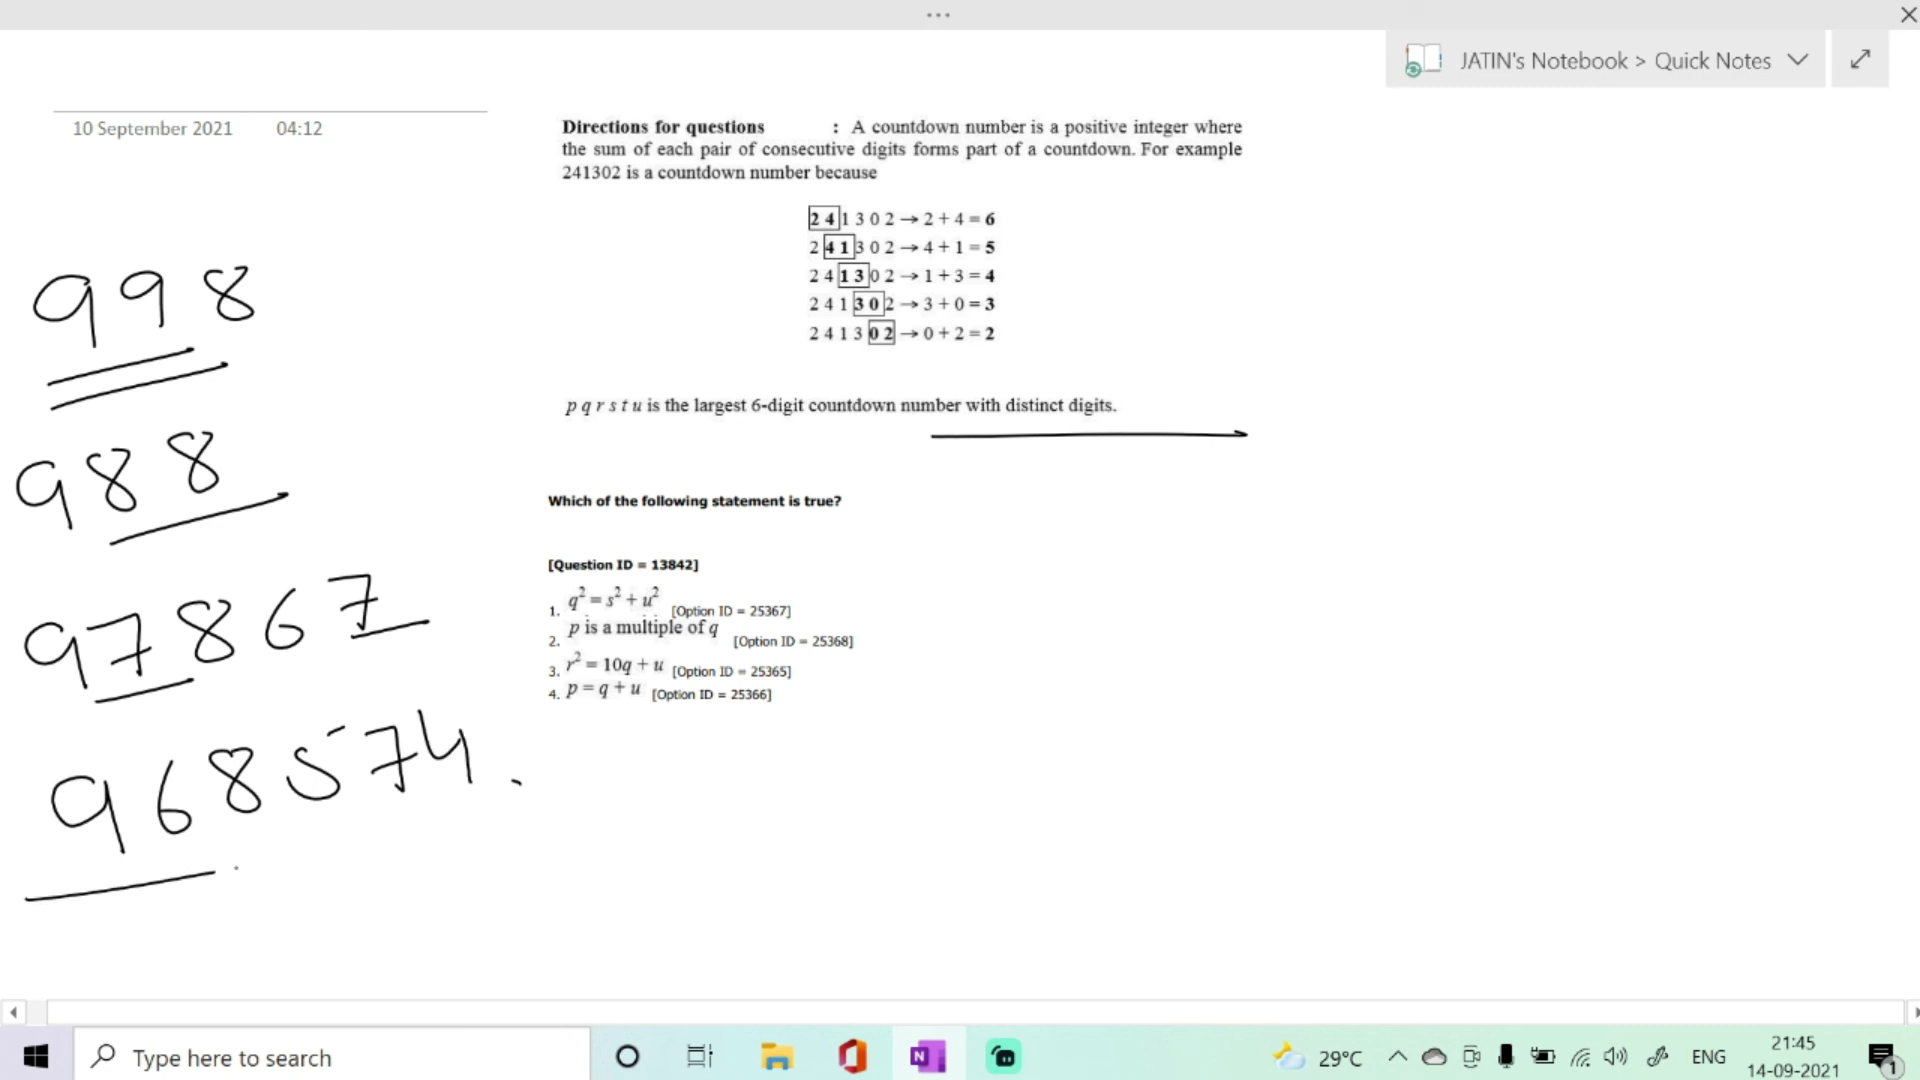 JATIN's Notebook > Quick Notes
10 September 2021 04:12
Directions for questions : A countdown number is a positive integer where
the sum of each pair of consecutive digits forms part of a countdown. For example
241302 is a countdown number because
2 4 1 3 0 2 → 2 + 4 = 6
2 4 1 3 0 2 → 4 + 1 = 5
2 4 1 3 0 2 → 1 + 3 = 4
2 4 1 3 0 2 → 3 + 0 = 3
2 4 1 3 0 2 → 0 + 2 = 2
p q r s t u is the largest 6-digit countdown number with distinct digits.
Which of the following statement is true?
[Question ID = 13842]
1. q² = s² + u² [Option ID = 25367]
2. p is a multiple of q [Option ID = 25368]
3. r² = 10q + u [Option ID = 25365]
4. p = q + u [Option ID = 25366]
998
988
97867
968574.
Type here to search
29°C
ENG
21:45
14-09-2021
1